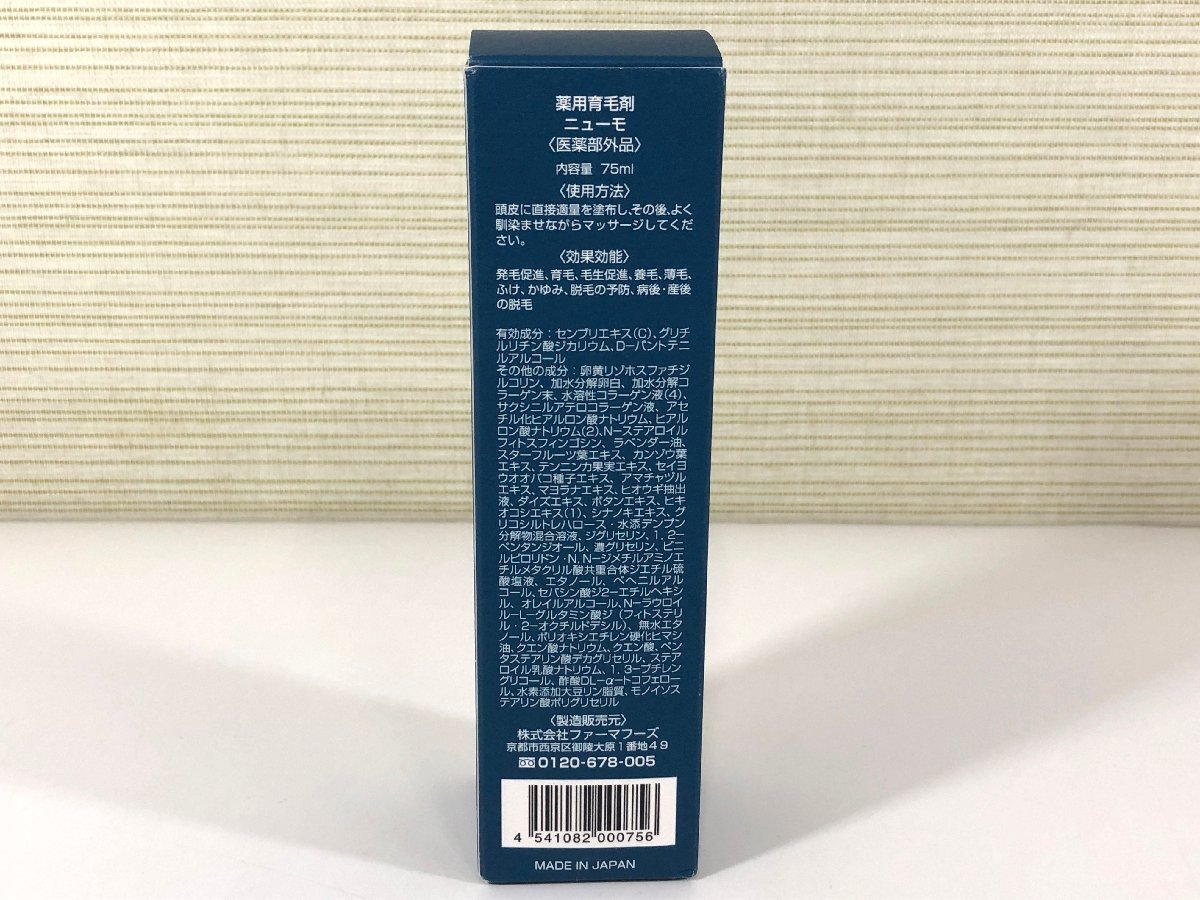 薬用育毛剤
ニューモ
〈医薬部外品〉
内容量 75ml
〈使用方法〉
頭皮に直接適量を塗布し、その後、よく
馴染ませながらマッサージしてくだ
さい。
〈効果効能〉
発毛促進、育毛、毛生促進、養毛、薄毛、
ふけ、かゆみ、脱毛の予防、病後・産後
の脱毛
有効成分：センブリエキス(C)、グリチ
ルリチン酸ジカリウム、D−パントテニ
ルアルコール
その他の成分：卵黄リゾホスファチジ
ルコリン、加水分解卵白、加水分解コ
ラーゲン末、水溶性コラーゲン液(4)、
サクシニルアテロコラーゲン液、アセ
チル化ヒアルロン酸ナトリウム、ヒアル
ロン酸ナトリウム(2)、N−ステアロイル
フィトスフィンゴシン、ラベンダー油、
スターフルーツ葉エキス、カンゾウ葉
エキス、テンニンカ果実エキス、セイヨ
ウオオバコ種子エキス、アマチャヅル
エキス、マヨラナエキス、ヒオウギ抽出
液、ダイズエキス、ボタンエキス、ヒキ
オコシエキス(1)、シナノキエキス、グ
リコシルトレハロース・水添デンプン
分解物混合溶液、ジグリセリン、1，2−
ペンタンジオール、濃グリセリン、ビニ
ルピロリドン・N，N−ジメチルアミノエ
チルメタクリル酸共重合体ジエチル硫
酸塩液、エタノール、ベヘニルアル
コール、セバシン酸ジ2−エチルヘキシ
ル、オレイルアルコール、N−ラウロイ
ル−L−グルタミン酸ジ（フィトステリ
ル・2−オクチルドデシル）、無水エタ
ノール、ポリオキシエチレン硬化ヒマシ
油、クエン酸ナトリウム、クエン酸、ペン
タステアリン酸デカグリセリル、ステア
ロイル乳酸ナトリウム、1，3−ブチレン
グリコール、酢酸DL−α−トコフェロー
ル、水素添加大豆リン脂質、モノイソス
テアリン酸ポリグリセリル
〈製造販売元〉
株式会社ファーマフーズ
京都市西京区御陵大原1番地49
0120-678-005
4 541082 000756
MADE IN JAPAN